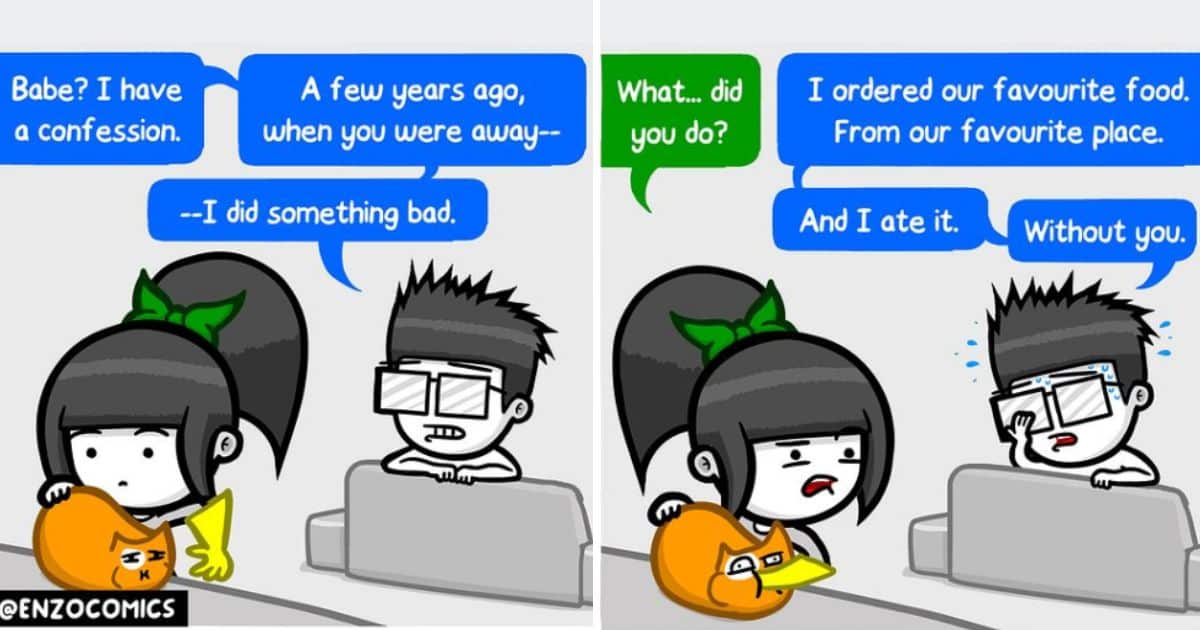 Babe? I have
a confession.
A few years ago,
when you were away--
--I did something bad.
What... did
you do?
I ordered our favourite food.
From our favourite place.
And I ate it.
Without you.
@ENZOCOMICS